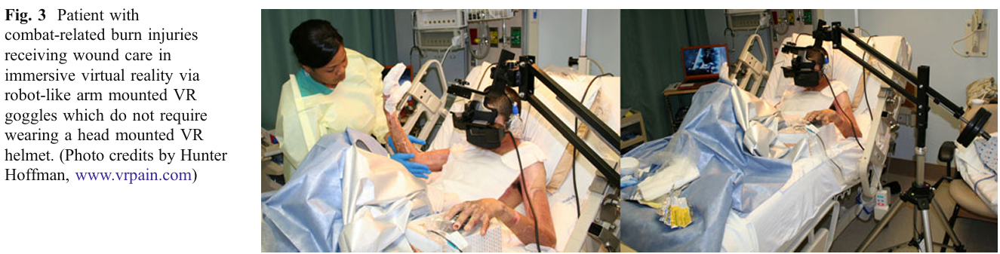 Fig. 3 Patient with
combat-related burn injuries
receiving wound care in
immersive virtual reality via
robot-like arm mounted VR
goggles which do not require
wearing a head mounted VR
helmet. (Photo credits by Hunter
Hoffman, www.vrpain.com)